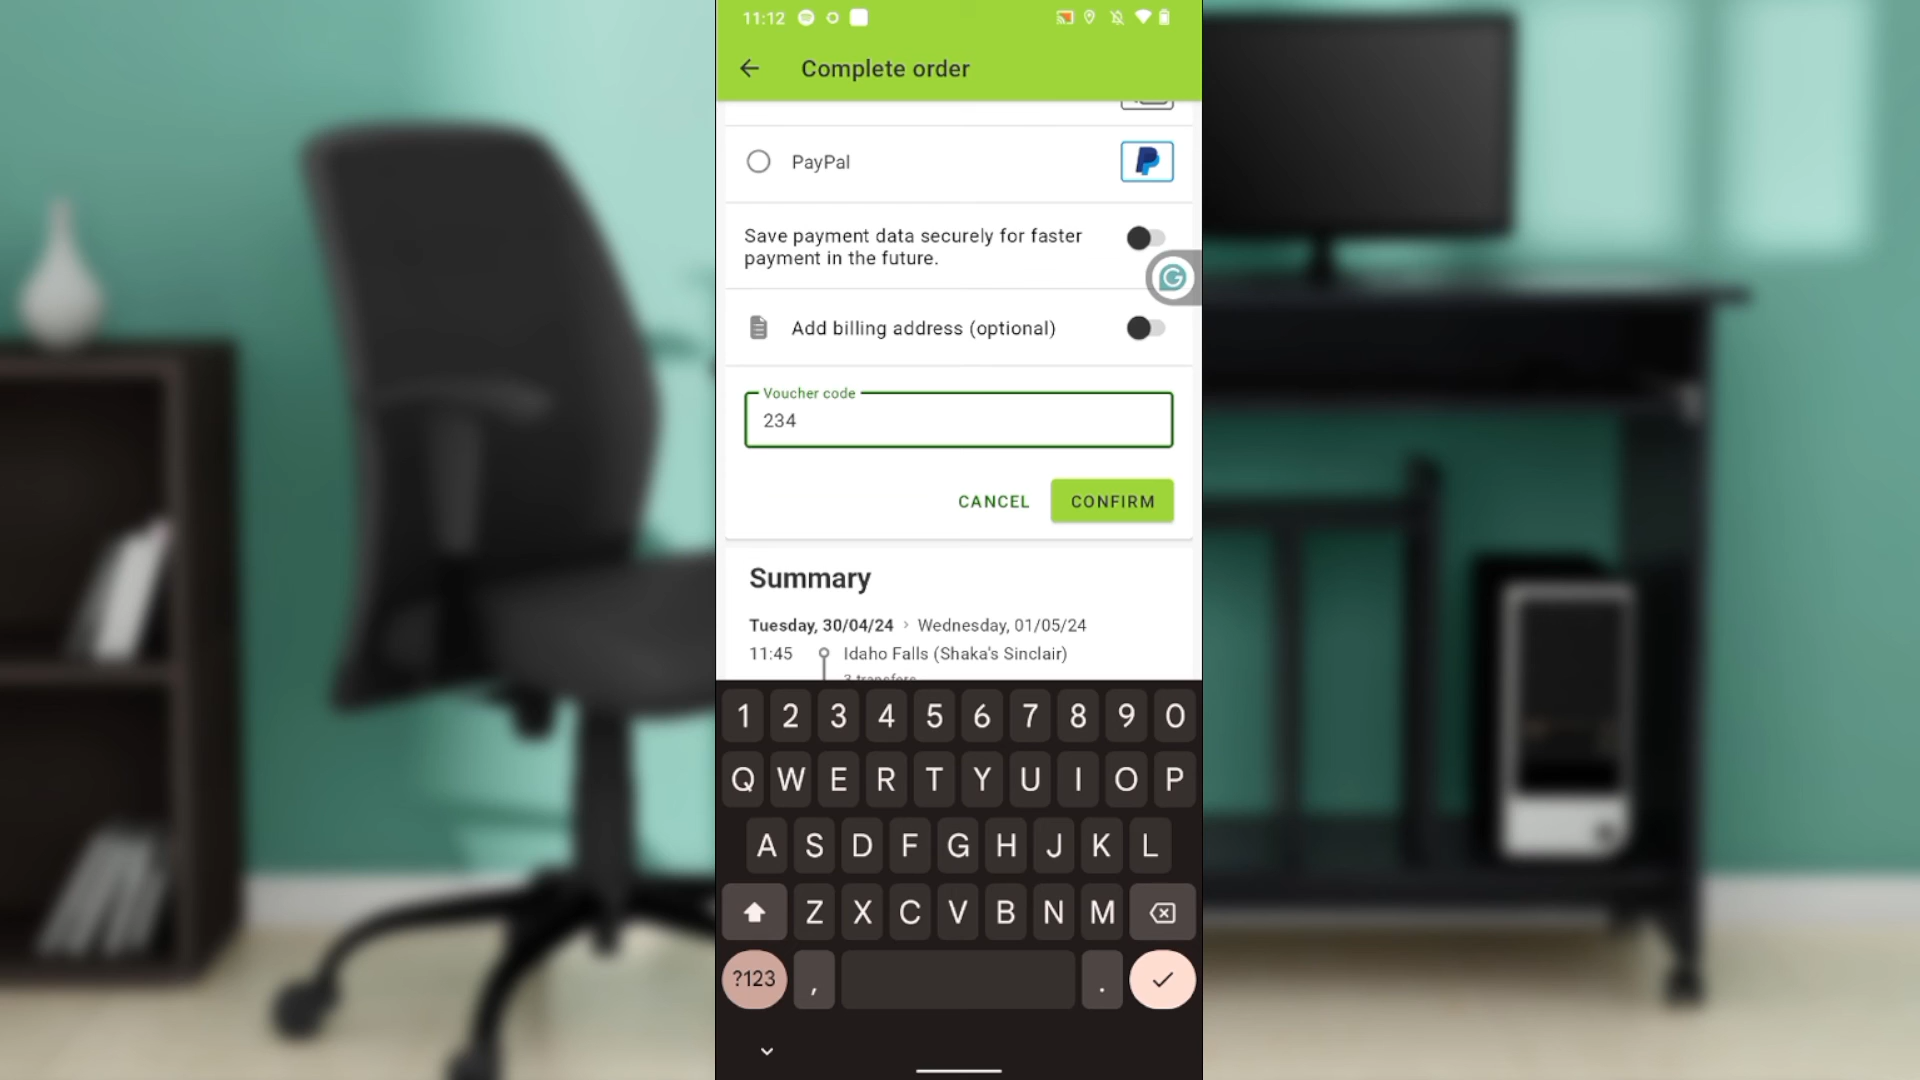 11:12
Complete order
PayPal
Save payment data securely for faster
payment in the future.
Add billing address (optional)
Voucher code
234
CANCEL CONFIRM
Summary
Tuesday, 30/04/24 › Wednesday, 01/05/24
11:45 Idaho Falls (Shaka's Sinclair)
3 transfers
1 2 3 4 5 6 7 8 9 0
Q W E R T Y U I O P
A S D F G H J K L
Z X C V B N M
?123 , .